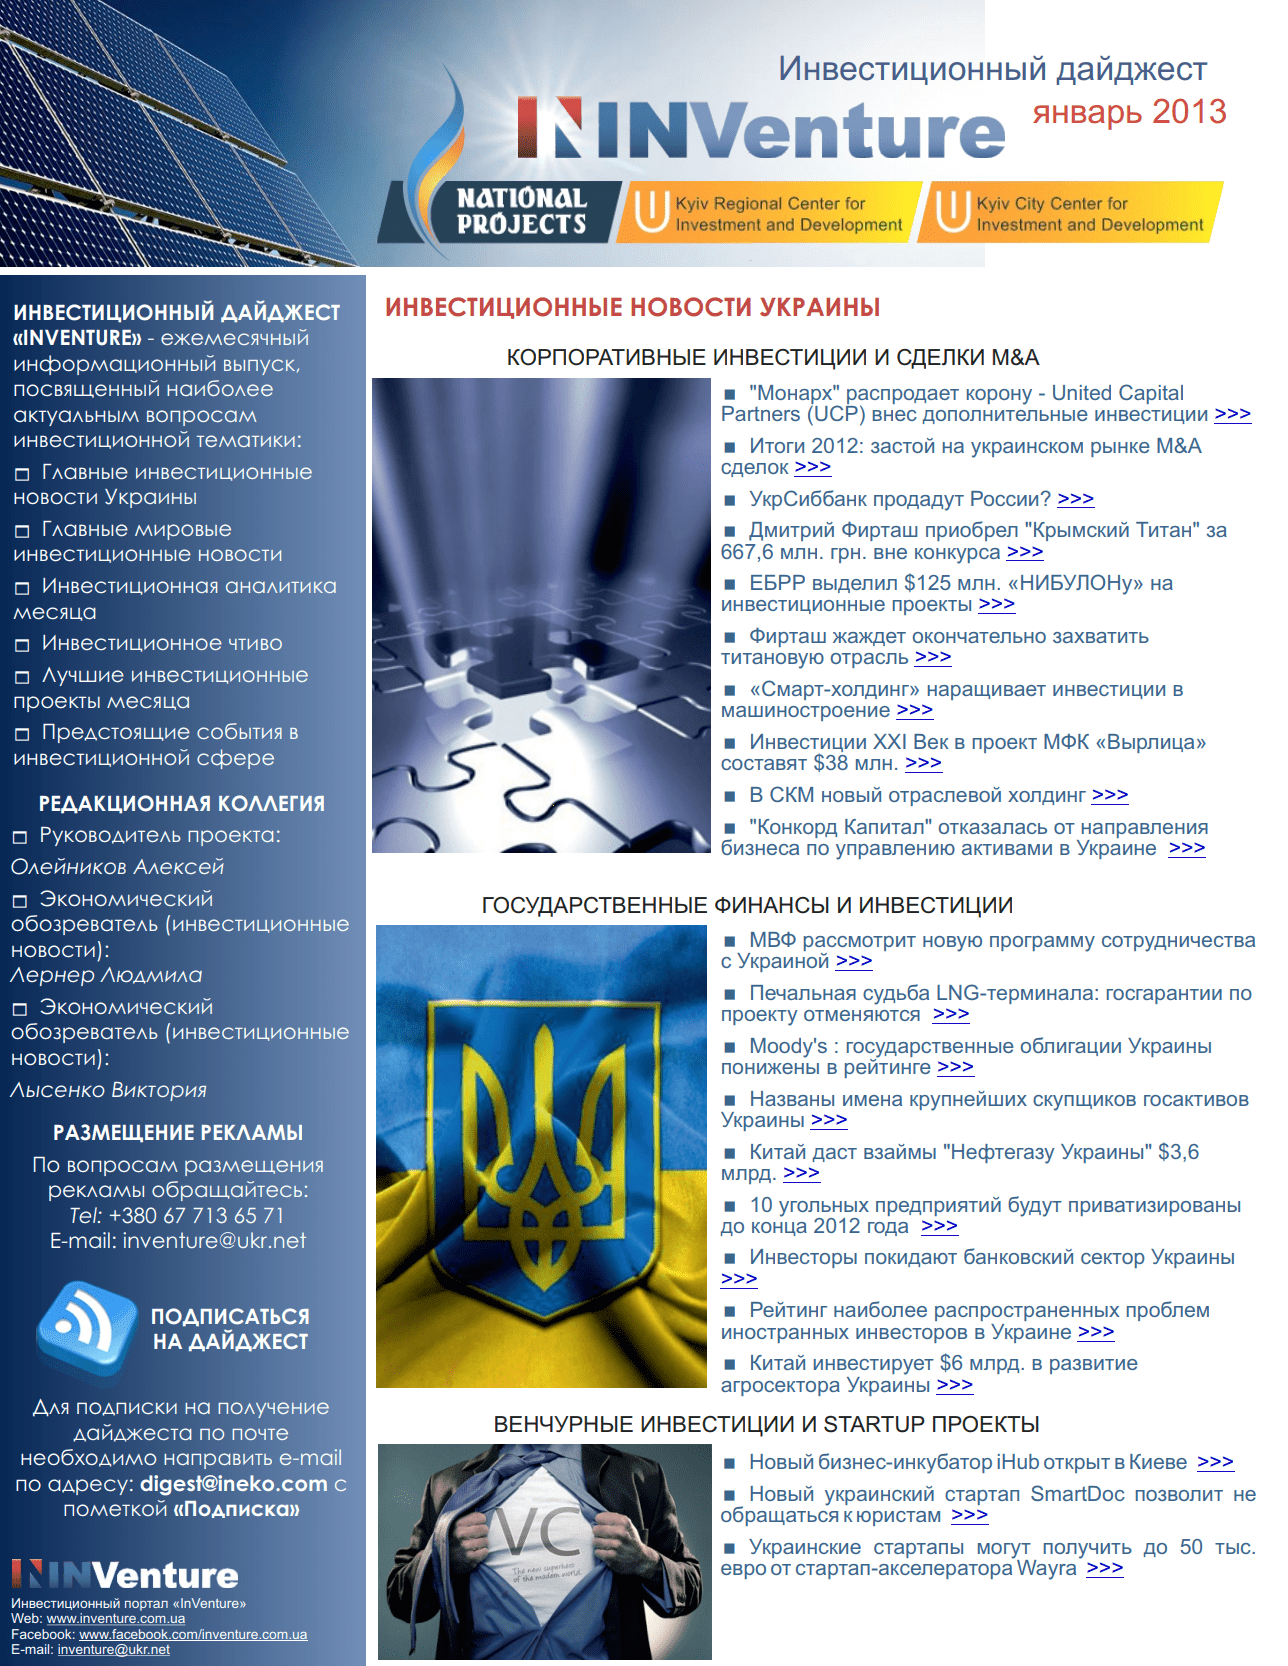 Инвестиционный дайджест
январь 2013
INVenture
NATIONAL
PROJECTS
Kyiv Regional Center for
Investment and Development
Kyiv City Center for
Investment and Development
ИНВЕСТИЦИОННЫЙ ДАЙДЖЕСТ
«INVENTURE» - ежемесячный
информационный выпуск,
посвященный наиболее
актуальным вопросам
инвестиционной тематики:
Главные инвестиционные
новости Украины
Главные мировые
инвестиционные новости
Инвестиционная аналитика
месяца
Инвестиционное чтиво
Лучшие инвестиционные
проекты месяца
Предстоящие события в
инвестиционной сфере
РЕДАКЦИОННАЯ КОЛЛЕГИЯ
Руководитель проекта:
Олейников Алексей
Экономический
обозреватель (инвестиционные
новости):
Лернер Людмила
Экономический
обозреватель (инвестиционные
новости):
Лысенко Виктория
РАЗМЕЩЕНИЕ РЕКЛАМЫ
По вопросам размещения
рекламы обращайтесь:
Tel: +380 67 713 65 71
E-mail: inventure@ukr.net
ПОДПИСАТЬСЯ
НА ДАЙДЖЕСТ
Для подписки на получение
дайджеста по почте
необходимо направить e-mail
по адресу: digest@ineko.com с
пометкой «Подписка»
INVenture
Инвестиционный портал «InVenture»
Web: www.inventure.com.ua
Facebook: www.facebook.com/inventure.com.ua
E-mail: inventure@ukr.net
ИНВЕСТИЦИОННЫЕ НОВОСТИ УКРАИНЫ
КОРПОРАТИВНЫЕ ИНВЕСТИЦИИ И СДЕЛКИ M&A
■ "Монарх" распродает корону - United Capital
Partners (UCP) внес дополнительные инвестиции >>>
■ Итоги 2012: застой на украинском рынке M&A
сделок >>>
■ УкрСиббанк продадут России? >>>
■ Дмитрий Фирташ приобрел "Крымский Титан" за
667,6 млн. грн. вне конкурса >>>
■ ЕБРР выделил $125 млн. «НИБУЛОНу» на
инвестиционные проекты >>>
■ Фирташ жаждет окончательно захватить
титановую отрасль >>>
■ «Смарт-холдинг» наращивает инвестиции в
машиностроение >>>
■ Инвестиции XXI Век в проект МФК «Вырлица»
составят $38 млн. >>>
■ В СКМ новый отраслевой холдинг >>>
■ "Конкорд Капитал" отказалась от направления
бизнеса по управлению активами в Украине >>>
ГОСУДАРСТВЕННЫЕ ФИНАНСЫ И ИНВЕСТИЦИИ
■ МВФ рассмотрит новую программу сотрудничества
с Украиной >>>
■ Печальная судьба LNG-терминала: госгарантии по
проекту отменяются >>>
■ Moody's : государственные облигации Украины
понижены в рейтинге >>>
■ Названы имена крупнейших скупщиков госактивов
Украины >>>
■ Китай даст взаймы "Нефтегазу Украины" $3,6
млрд. >>>
■ 10 угольных предприятий будут приватизированы
до конца 2012 года >>>
■ Инвесторы покидают банковский сектор Украины
>>>
■ Рейтинг наиболее распространенных проблем
иностранных инвесторов в Украине >>>
■ Китай инвестирует $6 млрд. в развитие
агросектора Украины >>>
ВЕНЧУРНЫЕ ИНВЕСТИЦИИ И STARTUP ПРОЕКТЫ
VC
The new superhero
of the modern world.
■ Новый бизнес-инкубатор iHub открыт в Киеве >>>
■ Новый украинский стартап SmartDoc позволит не
обращаться к юристам >>>
■ Украинские стартапы могут получить до 50 тыс.
евро от стартап-акселератора Wayra >>>